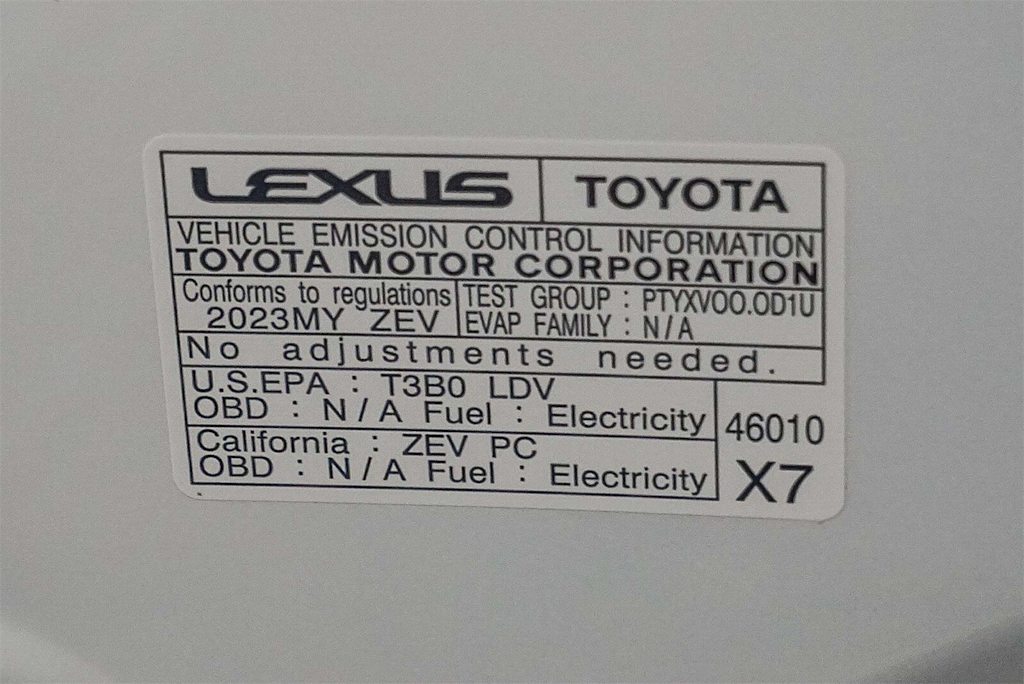 LEXUS TOYOTA
VEHICLE EMISSION CONTROL INFORMATION
TOYOTA MOTOR CORPORATION
Conforms to regulations
2023MY ZEV
TEST GROUP : PTYXV00.0D1U
EVAP FAMILY : N/A
No adjustments needed.
U.S.EPA : T3B0 LDV
OBD : N/A Fuel : Electricity
California : ZEV PC
OBD : N/A Fuel : Electricity
46010
X7